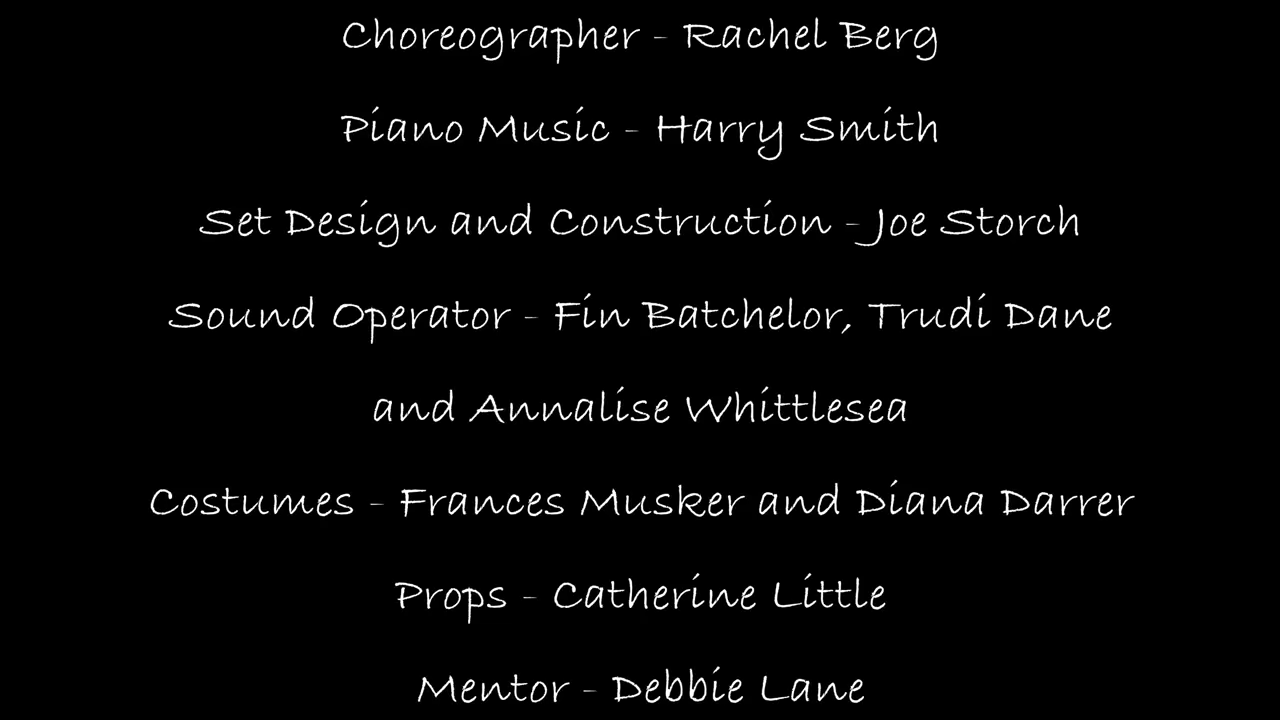 Choreographer - Rachel Berg
Piano Music - Harry Smith
Set Design and Construction - Joe Storch
Sound Operator - Fin Batchelor, Trudi Dane
and Annalise Whittlesea
Costumes - Frances Musker and Diana Darrer
Props - Catherine Little
Mentor - Debbie Lane